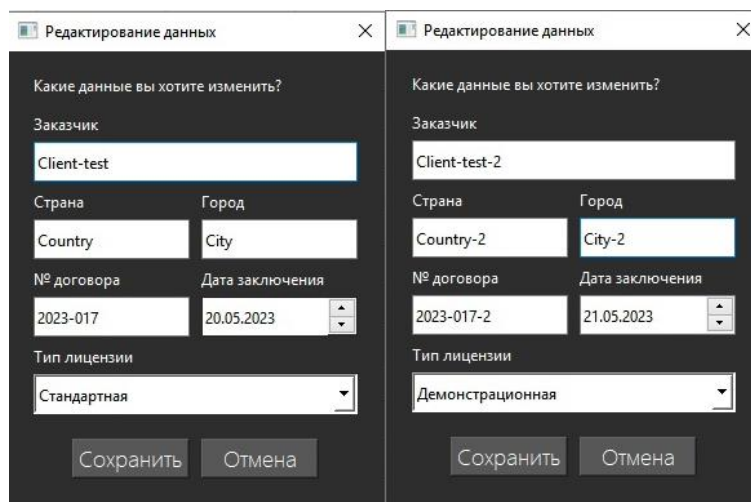 Редактирование данных
Какие данные вы хотите изменить?
Заказчик
Client-test
Страна Город
Country City
№ договора Дата заключения
2023-017 20.05.2023
Тип лицензии
Стандартная
Сохранить Отмена
Редактирование данных
Какие данные вы хотите изменить?
Заказчик
Client-test-2
Страна Город
Country-2 City-2
№ договора Дата заключения
2023-017-2 21.05.2023
Тип лицензии
Демонстрационная
Сохранить Отмена